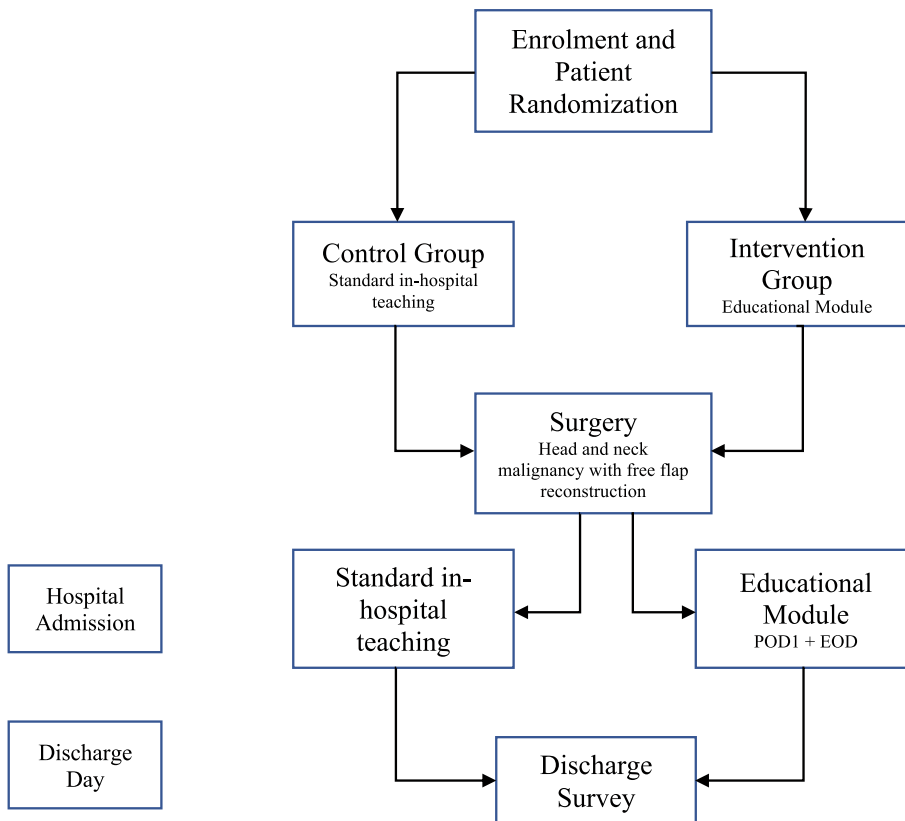 Enrolment and
Patient
Randomization
Control Group
Standard in-hospital
teaching
Intervention
Group
Educational Module
Surgery
Head and neck
malignancy with free flap
reconstruction
Hospital
Admission
Standard in-
hospital
teaching
Educational
Module
POD1 + EOD
Discharge
Day
Discharge
Survey